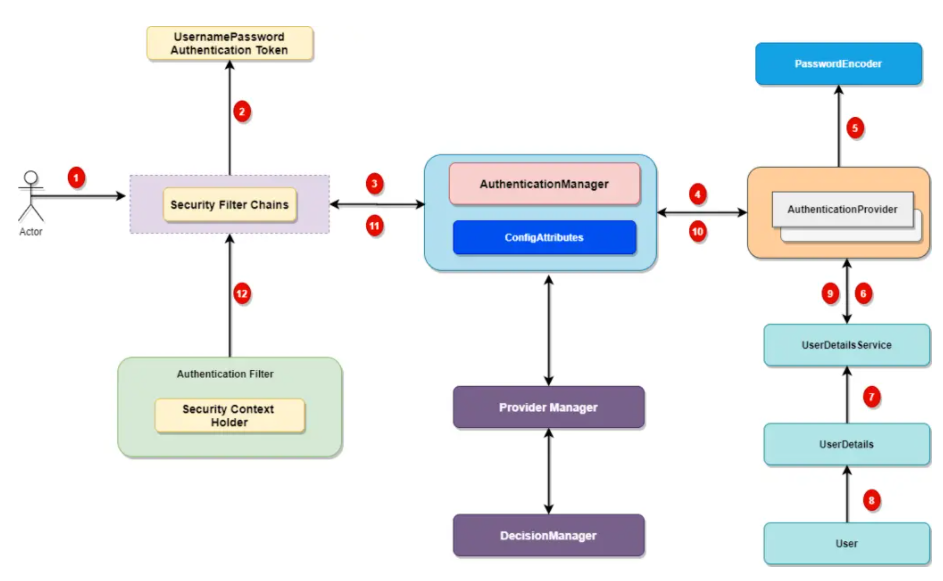 UsernamePassword
Authentication Token
PasswordEncoder
2
5
1
3
4
AuthenticationManager
Security Filter Chains
AuthenticationProvider
Actor
11
10
ConfigAttributes
12
9
6
UserDetailsService
Authentication Filter
Security Context
Holder
7
Provider Manager
UserDetails
8
DecisionManager
User